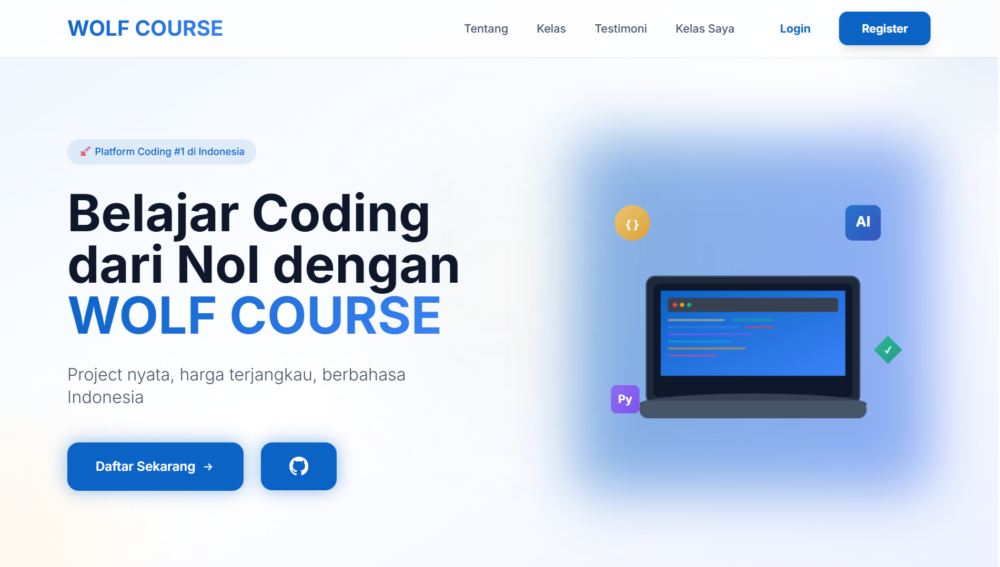 WOLF COURSE
Tentang
Kelas
Testimoni
Kelas Saya
Login
Register
🚀 Platform Coding #1 di Indonesia
Belajar Coding
dari Nol dengan
WOLF COURSE
Project nyata, harga terjangkau, berbahasa
Indonesia
Daftar Sekarang →
{ }
AI
✓
Py